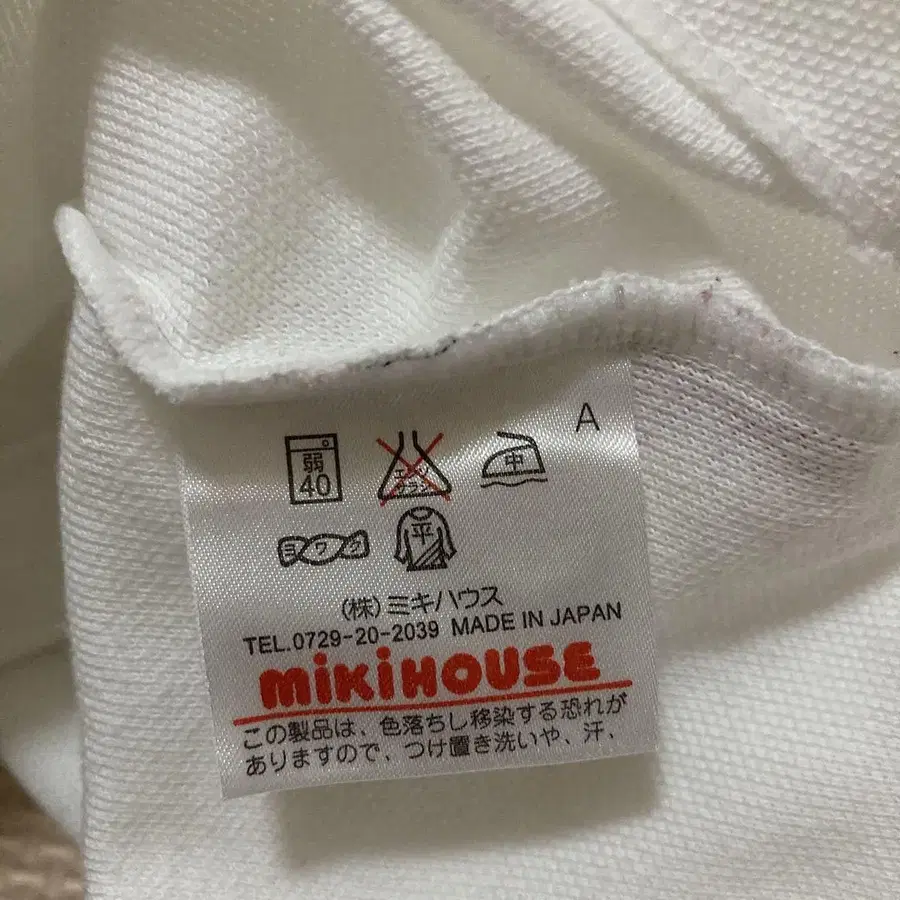 A
弱
40
エンソ
サラシ
中
ヨワク
平
(株)ミキハウス
TEL.0729-20-2039 MADE IN JAPAN
mikiHOUSE
この製品は、色落ちし移染する恐れが
ありますので、つけ置き洗いや、汗、